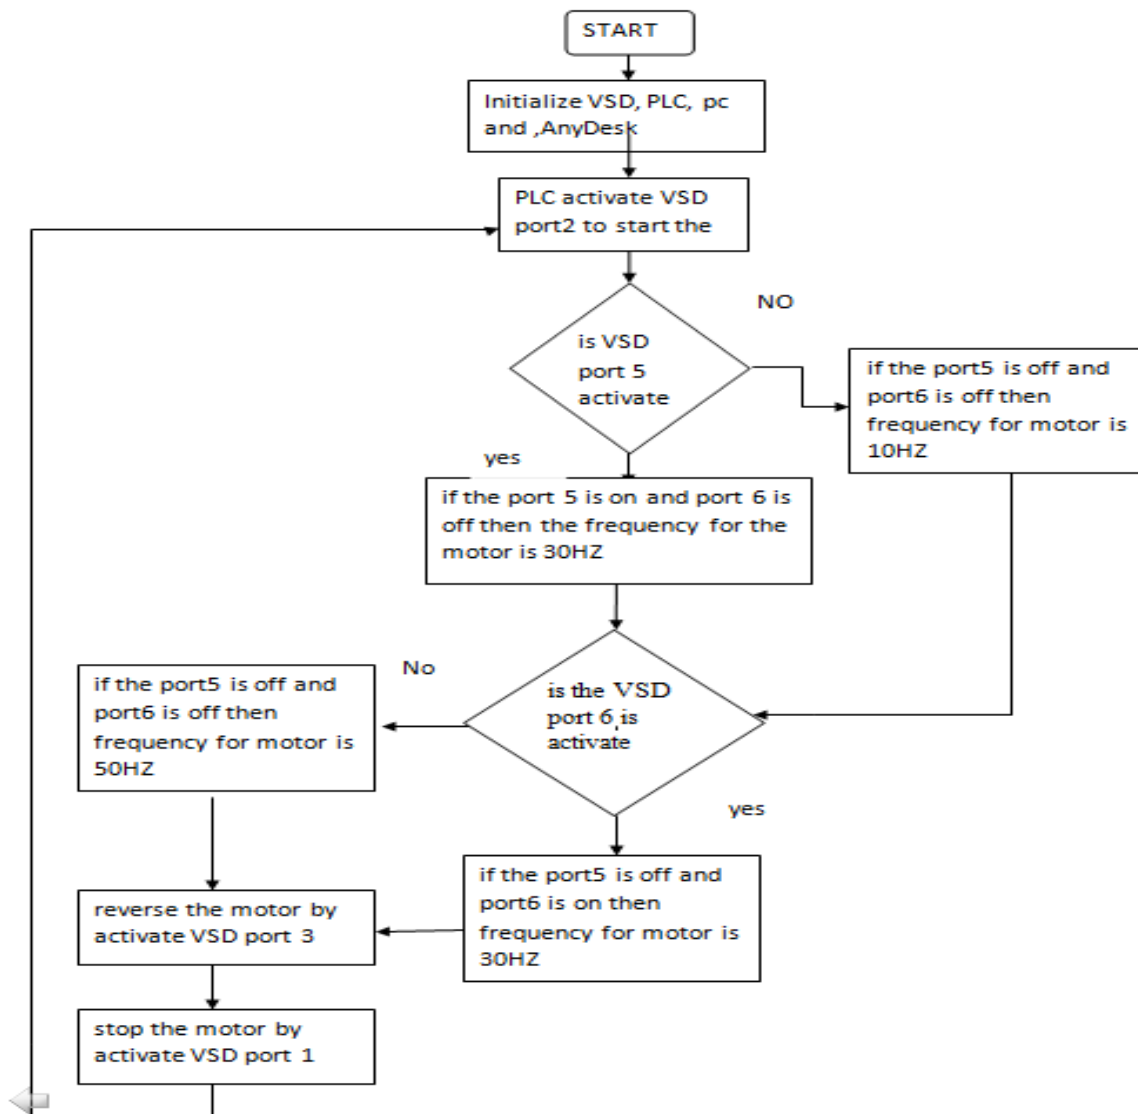 START
Initialize VSD, PLC, pc
and ,AnyDesk
PLC activate VSD
port2 to start the
NO
is VSD
port 5
activate
if the port5 is off and
port6 is off then
frequency for motor is
10HZ
yes
if the port 5 is on and port 6 is
off then the frequency for the
motor is 30HZ
No
is the VSD
port 6 is
activate
if the port5 is off and
port6 is off then
frequency for motor is
50HZ
yes
if the port5 is off and
port6 is on then
frequency for motor is
30HZ
reverse the motor by
activate VSD port 3
stop the motor by
activate VSD port 1